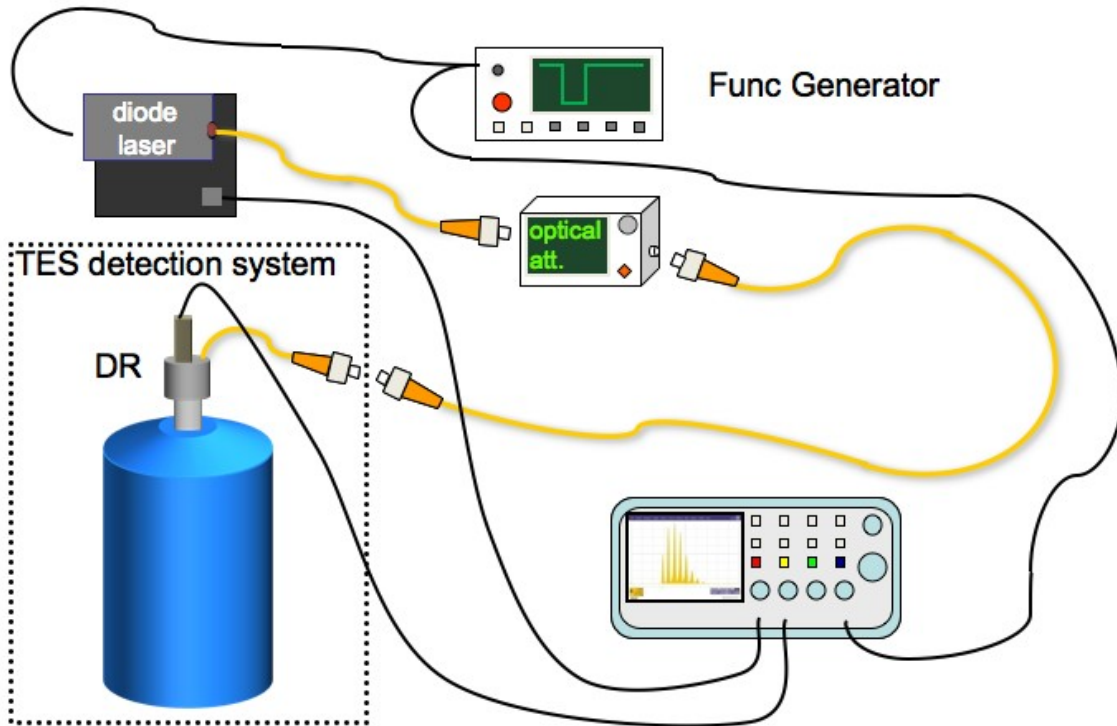 Func Generator
diode
laser
optical
att.
TES detection system
DR